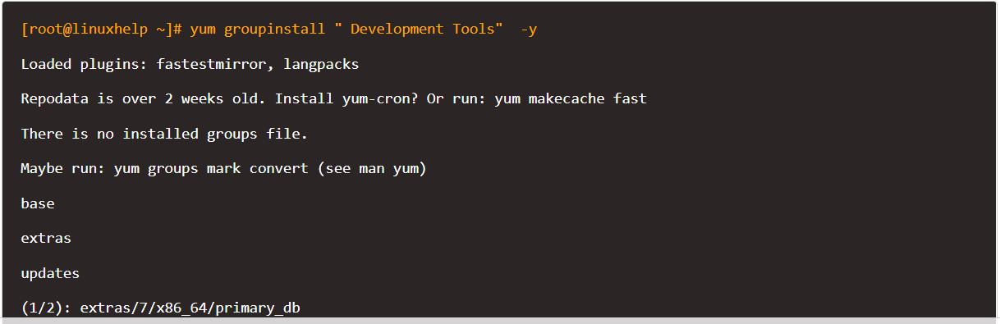 [root@linuxhelp ~]# yum groupinstall " Development Tools"  -y
Loaded plugins: fastestmirror, langpacks
Repodata is over 2 weeks old. Install yum-cron? Or run: yum makecache fast
There is no installed groups file.
Maybe run: yum groups mark convert (see man yum)
base
extras
updates
(1/2): extras/7/x86_64/primary_db